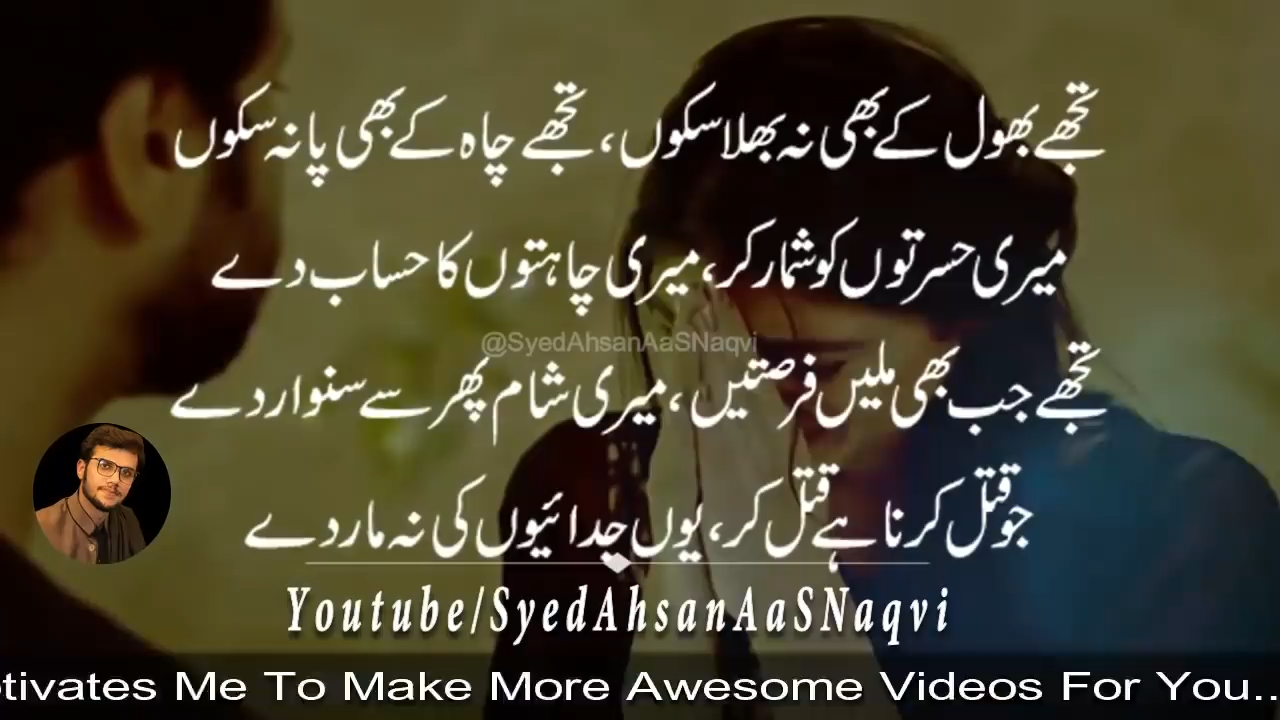 تجھے بھول کے بھی نہ بھلا سکوں، تجھے چاہ کے بھی پا نہ سکوں
میری حسرتوں کو شمار کر، میری چاہتوں کا حساب دے
@SyedAhsanAaSNaqvi
تجھے جب بھی ملیں فرصتیں، میری شام پھر سے سنوار دے
جو قتل کرنا ہے قتل کر، یوں جدائیوں کی نہ مار دے
Youtube/SyedAhsanAaSNaqvi
tivates Me To Make More Awesome Videos For You..